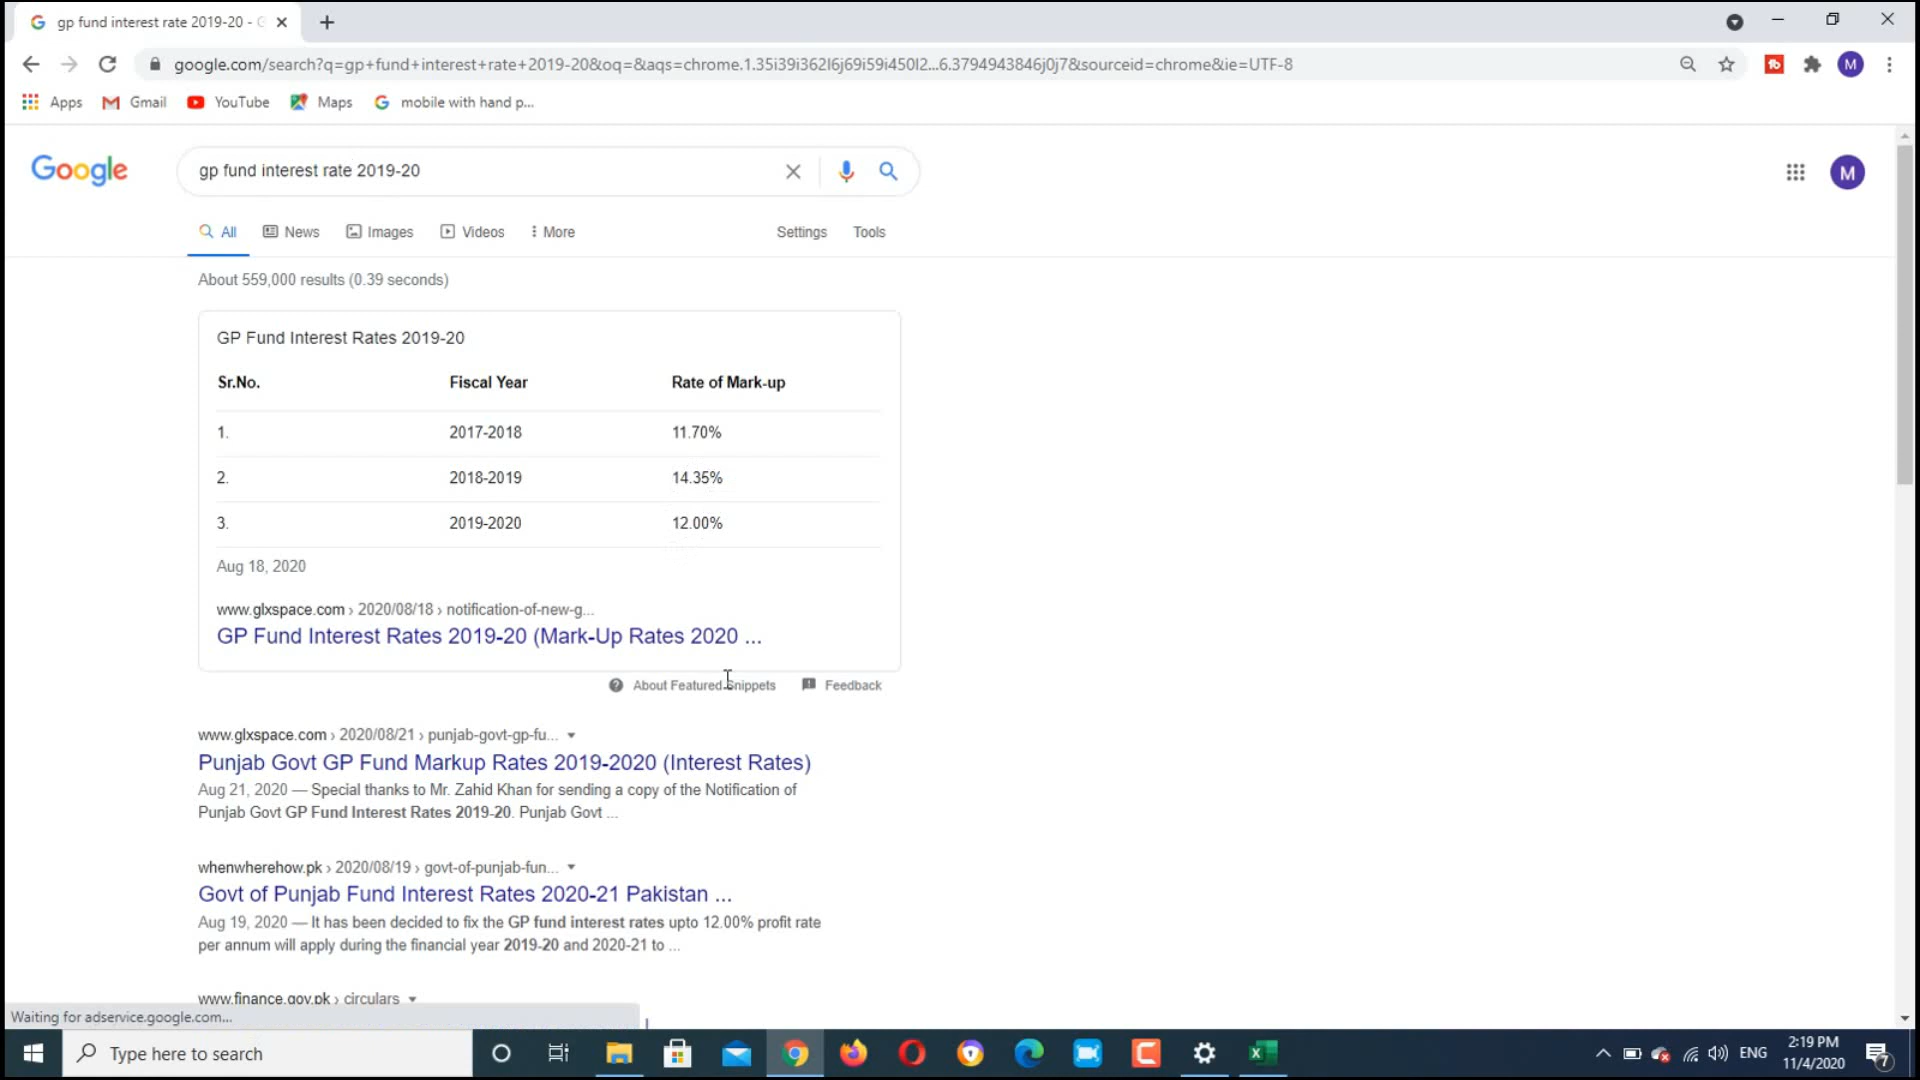 gp fund interest rate 2019-20 - G
google.com/search?q=gp+fund+interest+rate+2019-20&oq=&aqs=chrome.1.35i39i362l6j69i59i450l2...6.3794943846j0j7&sourceid=chrome&ie=UTF-8
M
Apps Gmail YouTube Maps mobile with hand p...
Google gp fund interest rate 2019-20 M
All News Images Videos More Settings Tools
About 559,000 results (0.39 seconds)
GP Fund Interest Rates 2019-20
Sr.No. Fiscal Year Rate of Mark-up
1. 2017-2018 11.70%
2. 2018-2019 14.35%
3. 2019-2020 12.00%
Aug 18, 2020
www.glxspace.com › 2020/08/18 › notification-of-new-g...
GP Fund Interest Rates 2019-20 (Mark-Up Rates 2020 ...
About Featured Snippets Feedback
www.glxspace.com › 2020/08/21 › punjab-govt-gp-fu...
Punjab Govt GP Fund Markup Rates 2019-2020 (Interest Rates)
Aug 21, 2020 — Special thanks to Mr. Zahid Khan for sending a copy of the Notification of
Punjab Govt GP Fund Interest Rates 2019-20. Punjab Govt ...
whenwherehow.pk › 2020/08/19 › govt-of-punjab-fun...
Govt of Punjab Fund Interest Rates 2020-21 Pakistan ...
Aug 19, 2020 — It has been decided to fix the GP fund interest rates upto 12.00% profit rate
per annum will apply during the financial year 2019-20 and 2020-21 to ...
www.finance.gov.pk › circulars
Waiting for adservice.google.com...
Type here to search
ENG
2:19 PM
11/4/2020
7